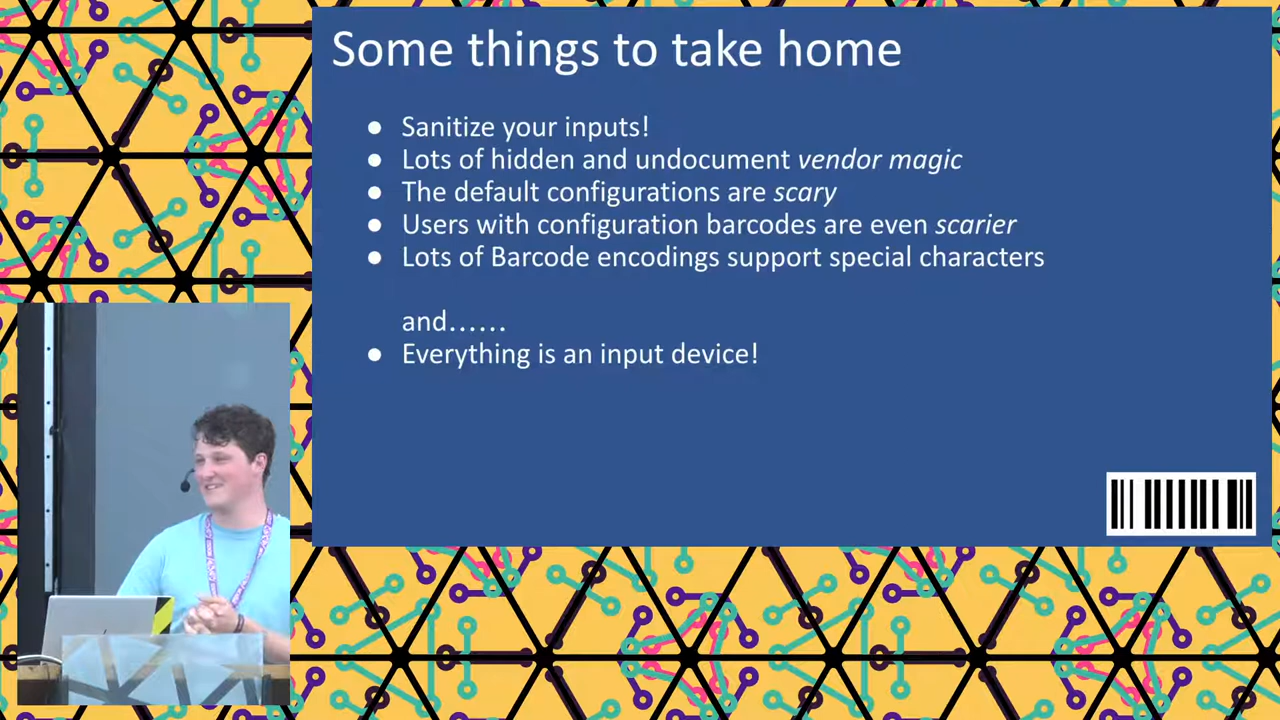 Some things to take home
● Sanitize your inputs!
● Lots of hidden and undocument vendor magic
● The default configurations are scary
● Users with configuration barcodes are even scarier
● Lots of Barcode encodings support special characters
and......
● Everything is an input device!